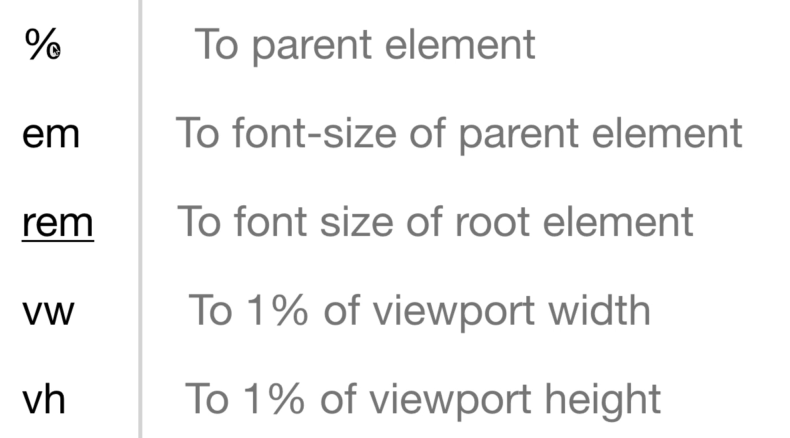 % To parent element
em To font-size of parent element
rem To font size of root element
vw To 1% of viewport width
vh To 1% of viewport height